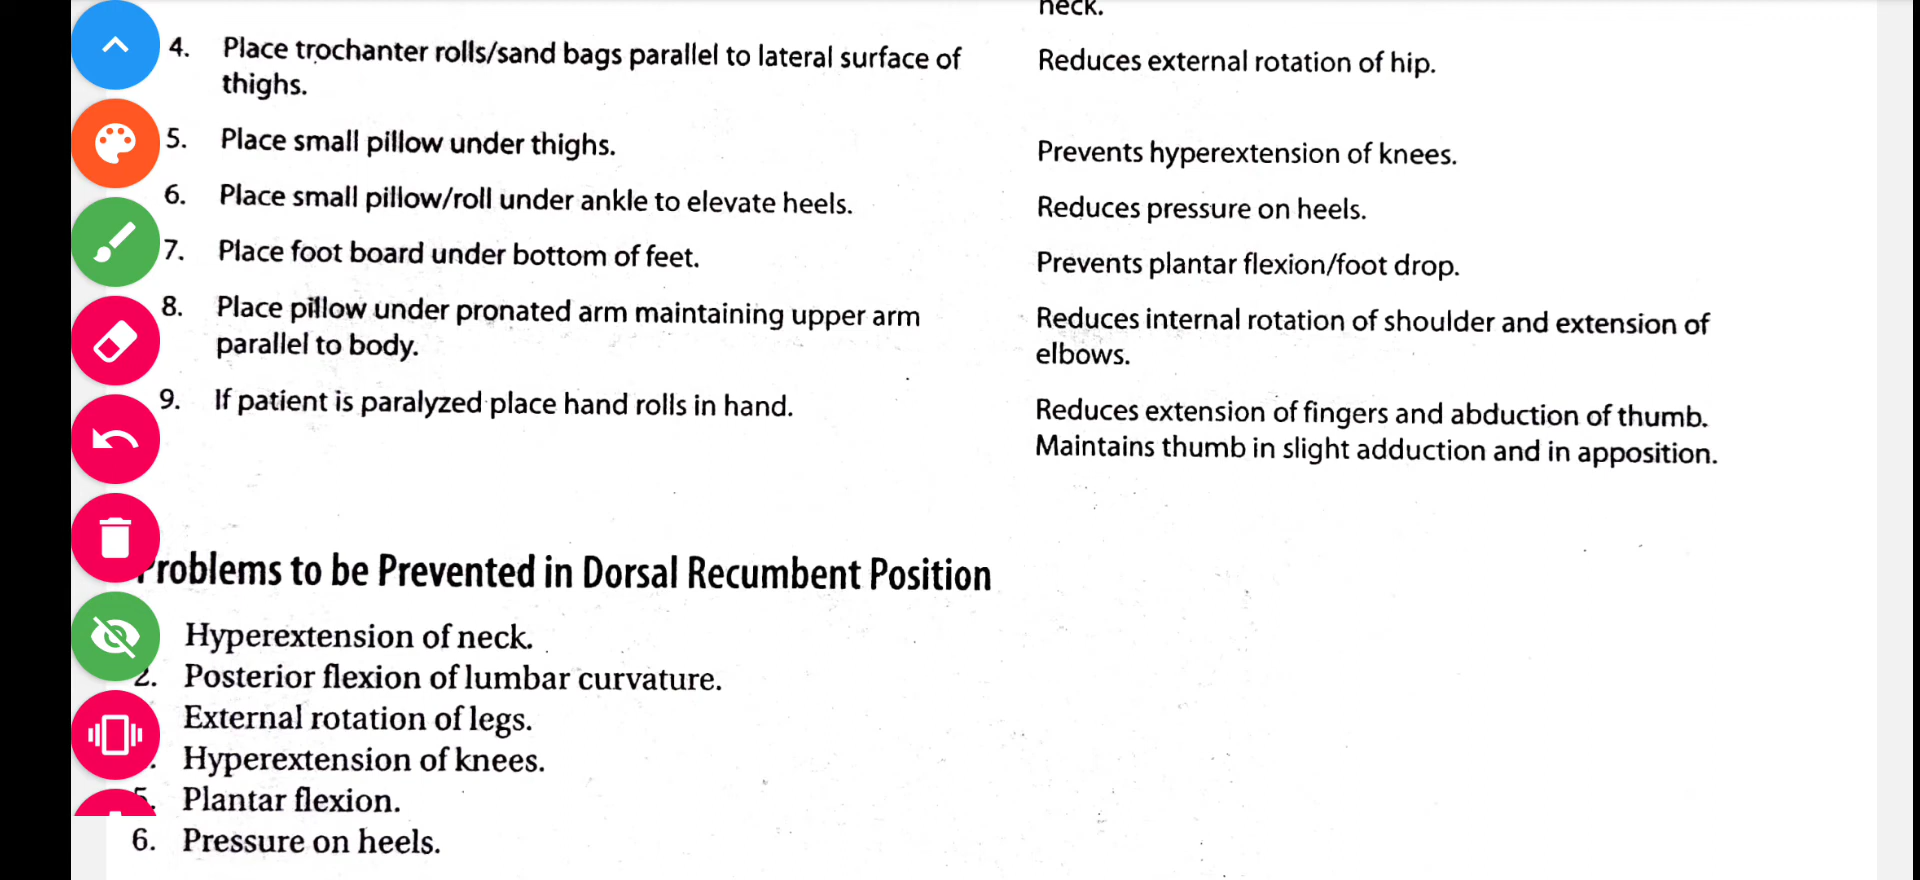 neck.
4. Place trochanter rolls/sand bags parallel to lateral surface of
thighs.
Reduces external rotation of hip.
5. Place small pillow under thighs.
Prevents hyperextension of knees.
6. Place small pillow/roll under ankle to elevate heels.
Reduces pressure on heels.
7. Place foot board under bottom of feet.
Prevents plantar flexion/foot drop.
8. Place pillow under pronated arm maintaining upper arm
parallel to body.
Reduces internal rotation of shoulder and extension of
elbows.
9. If patient is paralyzed place hand rolls in hand.
Reduces extension of fingers and abduction of thumb.
Maintains thumb in slight adduction and in apposition.
Problems to be Prevented in Dorsal Recumbent Position
Hyperextension of neck.
2. Posterior flexion of lumbar curvature.
External rotation of legs.
. Hyperextension of knees.
5. Plantar flexion.
6. Pressure on heels.